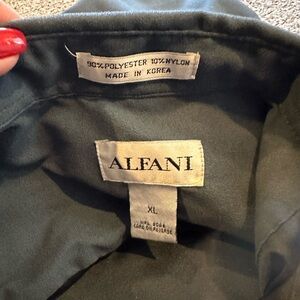 90% POLYESTER 10% NYLON
MADE IN KOREA
ALFANI
XL